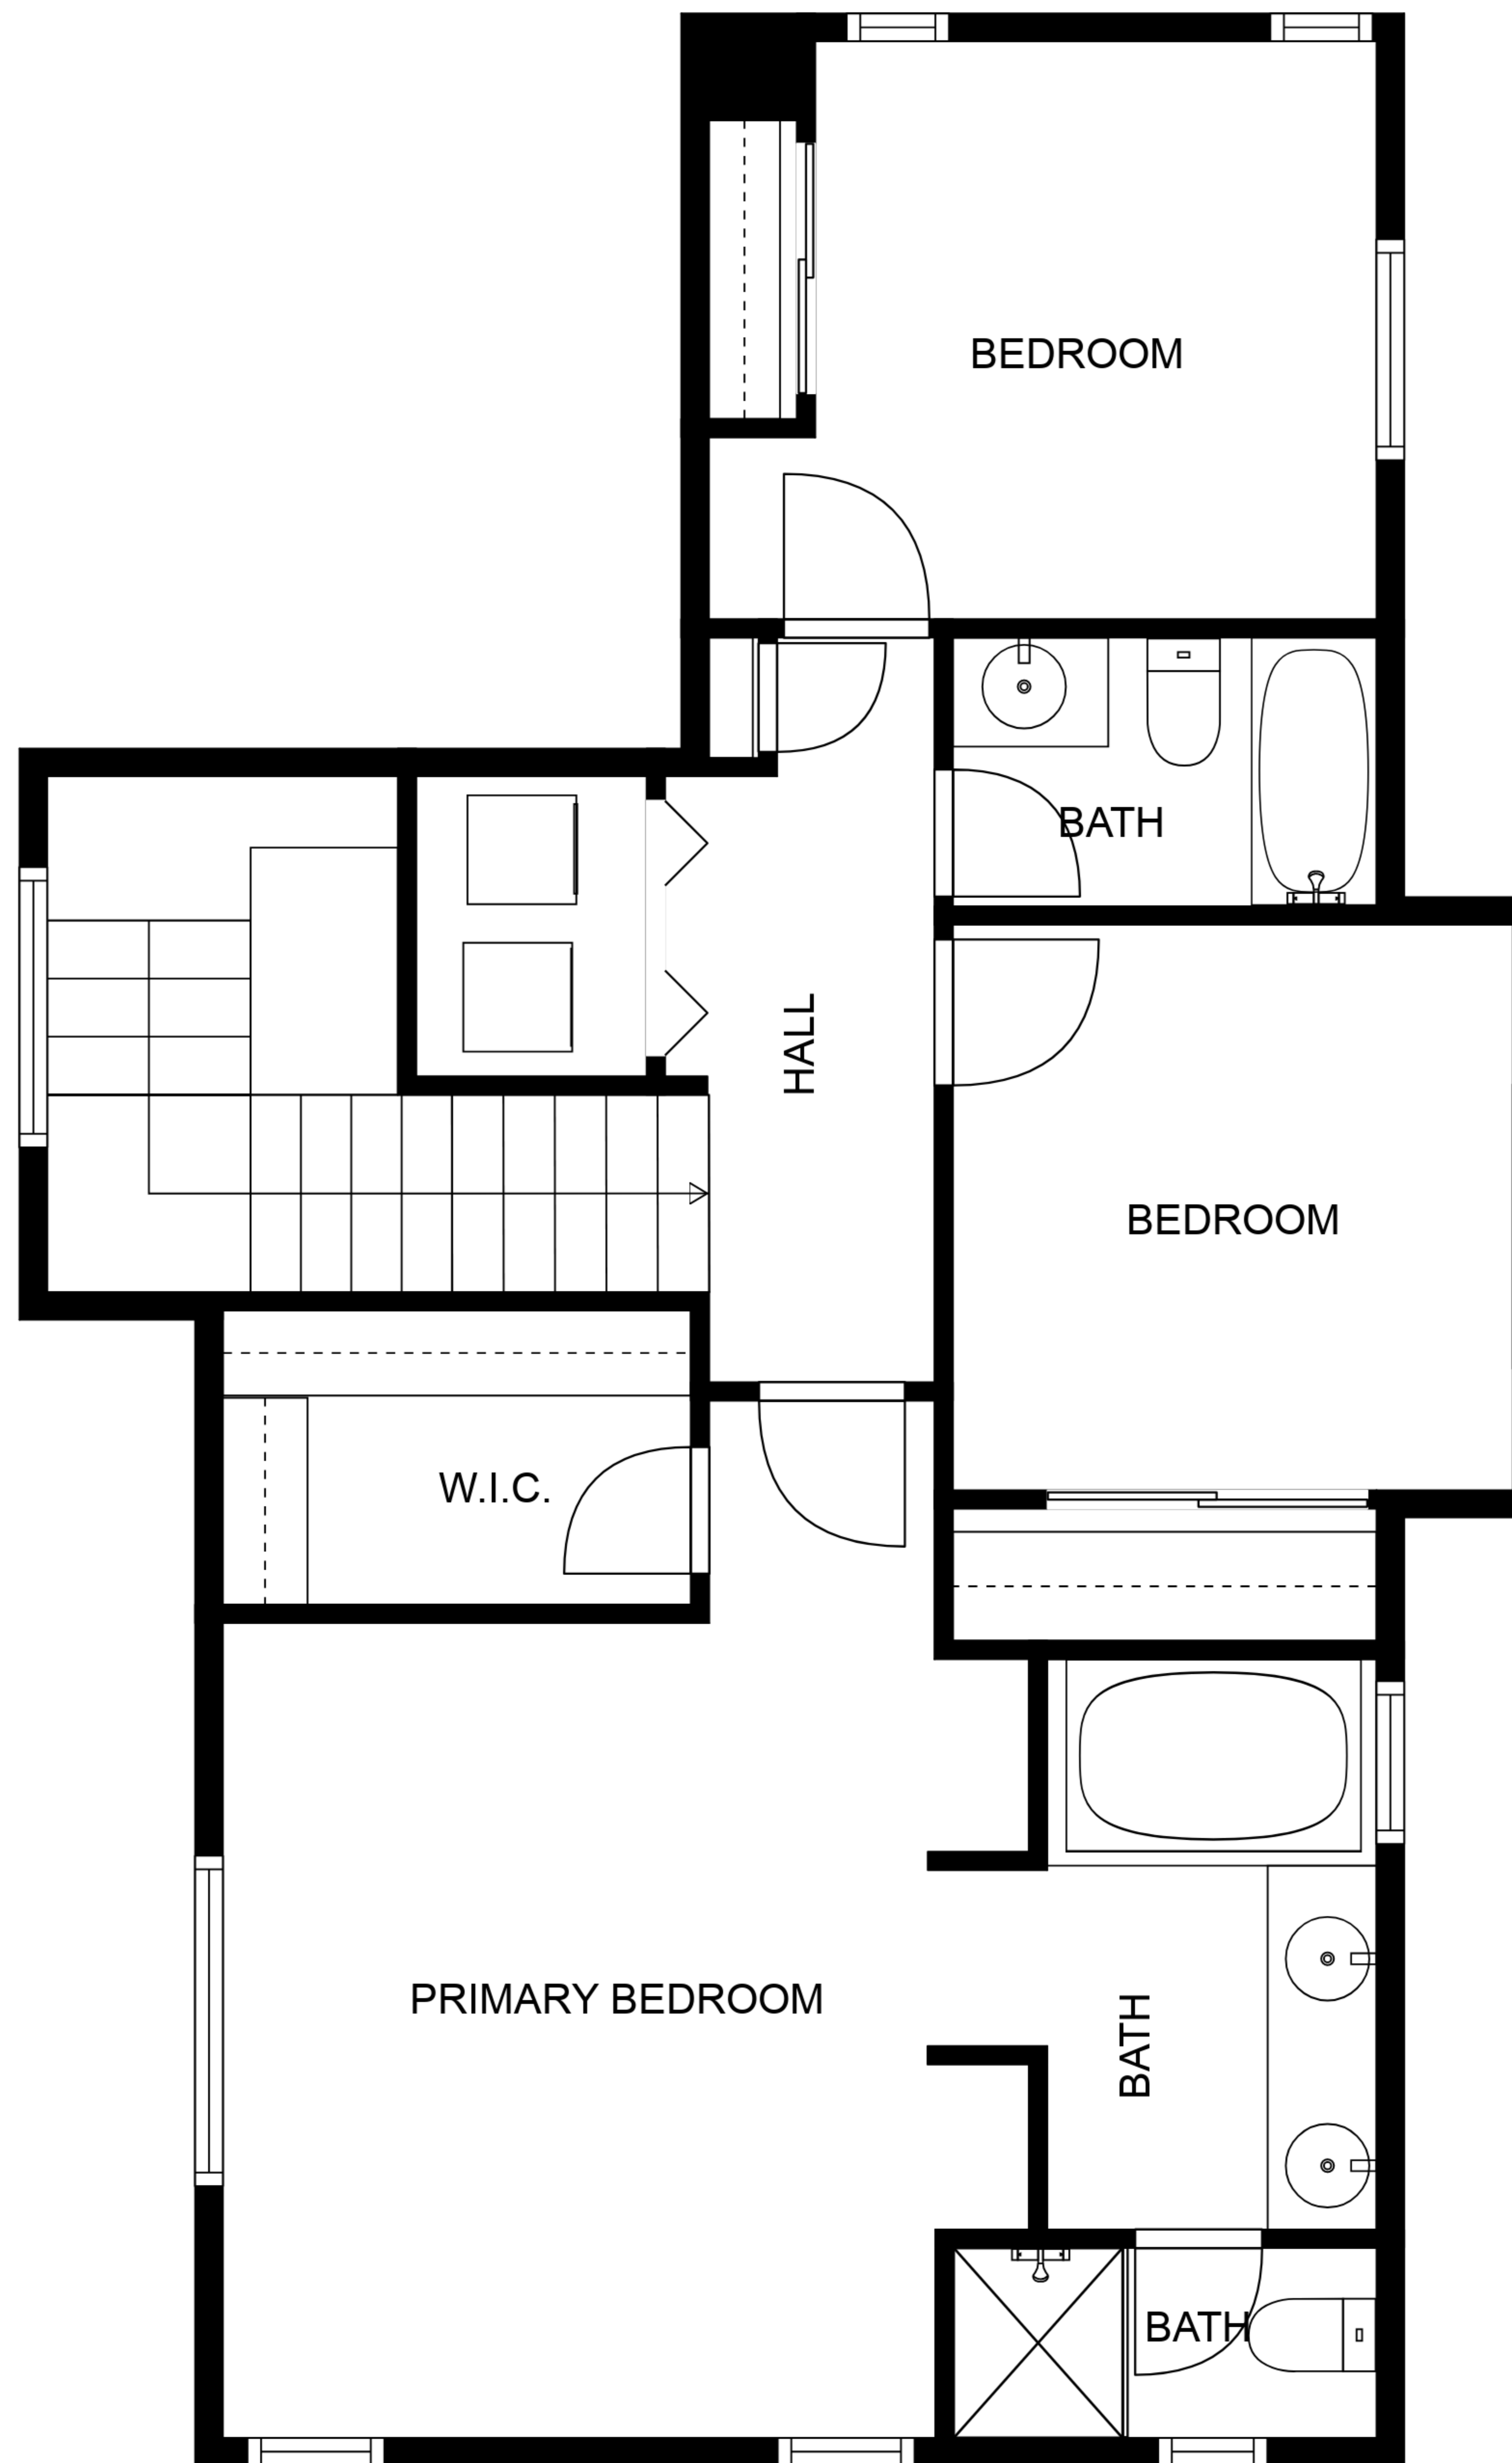 BEDROOM
BATH
HALL
BEDROOM
W.I.C.
PRIMARY BEDROOM
BATH
BATH